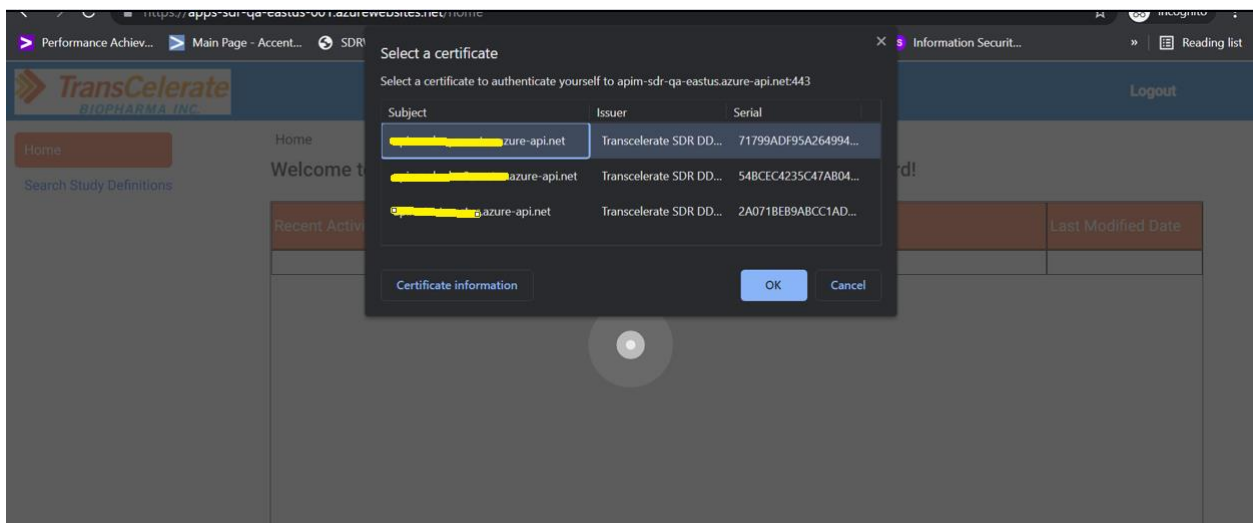 https://apps-sdr-qa-eastus-001.azurewebsites.net/home
Incognito
Performance Achiev...
Main Page - Accent...
Information Securit...
»
Reading list
TransCelerate
BIOPHARMA INC.
Logout
Select a certificate
Select a certificate to authenticate yourself to apim-sdr-qa-eastus.azure-api.net:443
Subject Issuer Serial
zure-api.net Transcelerate SDR DD... 71799ADF95A264994...
azure-api.net Transcelerate SDR DD... 54BCEC4235C47AB04...
.azure-api.net Transcelerate SDR DD... 2A071BEB9ABCC1AD...
Certificate information
OK
Cancel
Home
Search Study Definitions
Home
Welcome
Recent
Last Modified Date